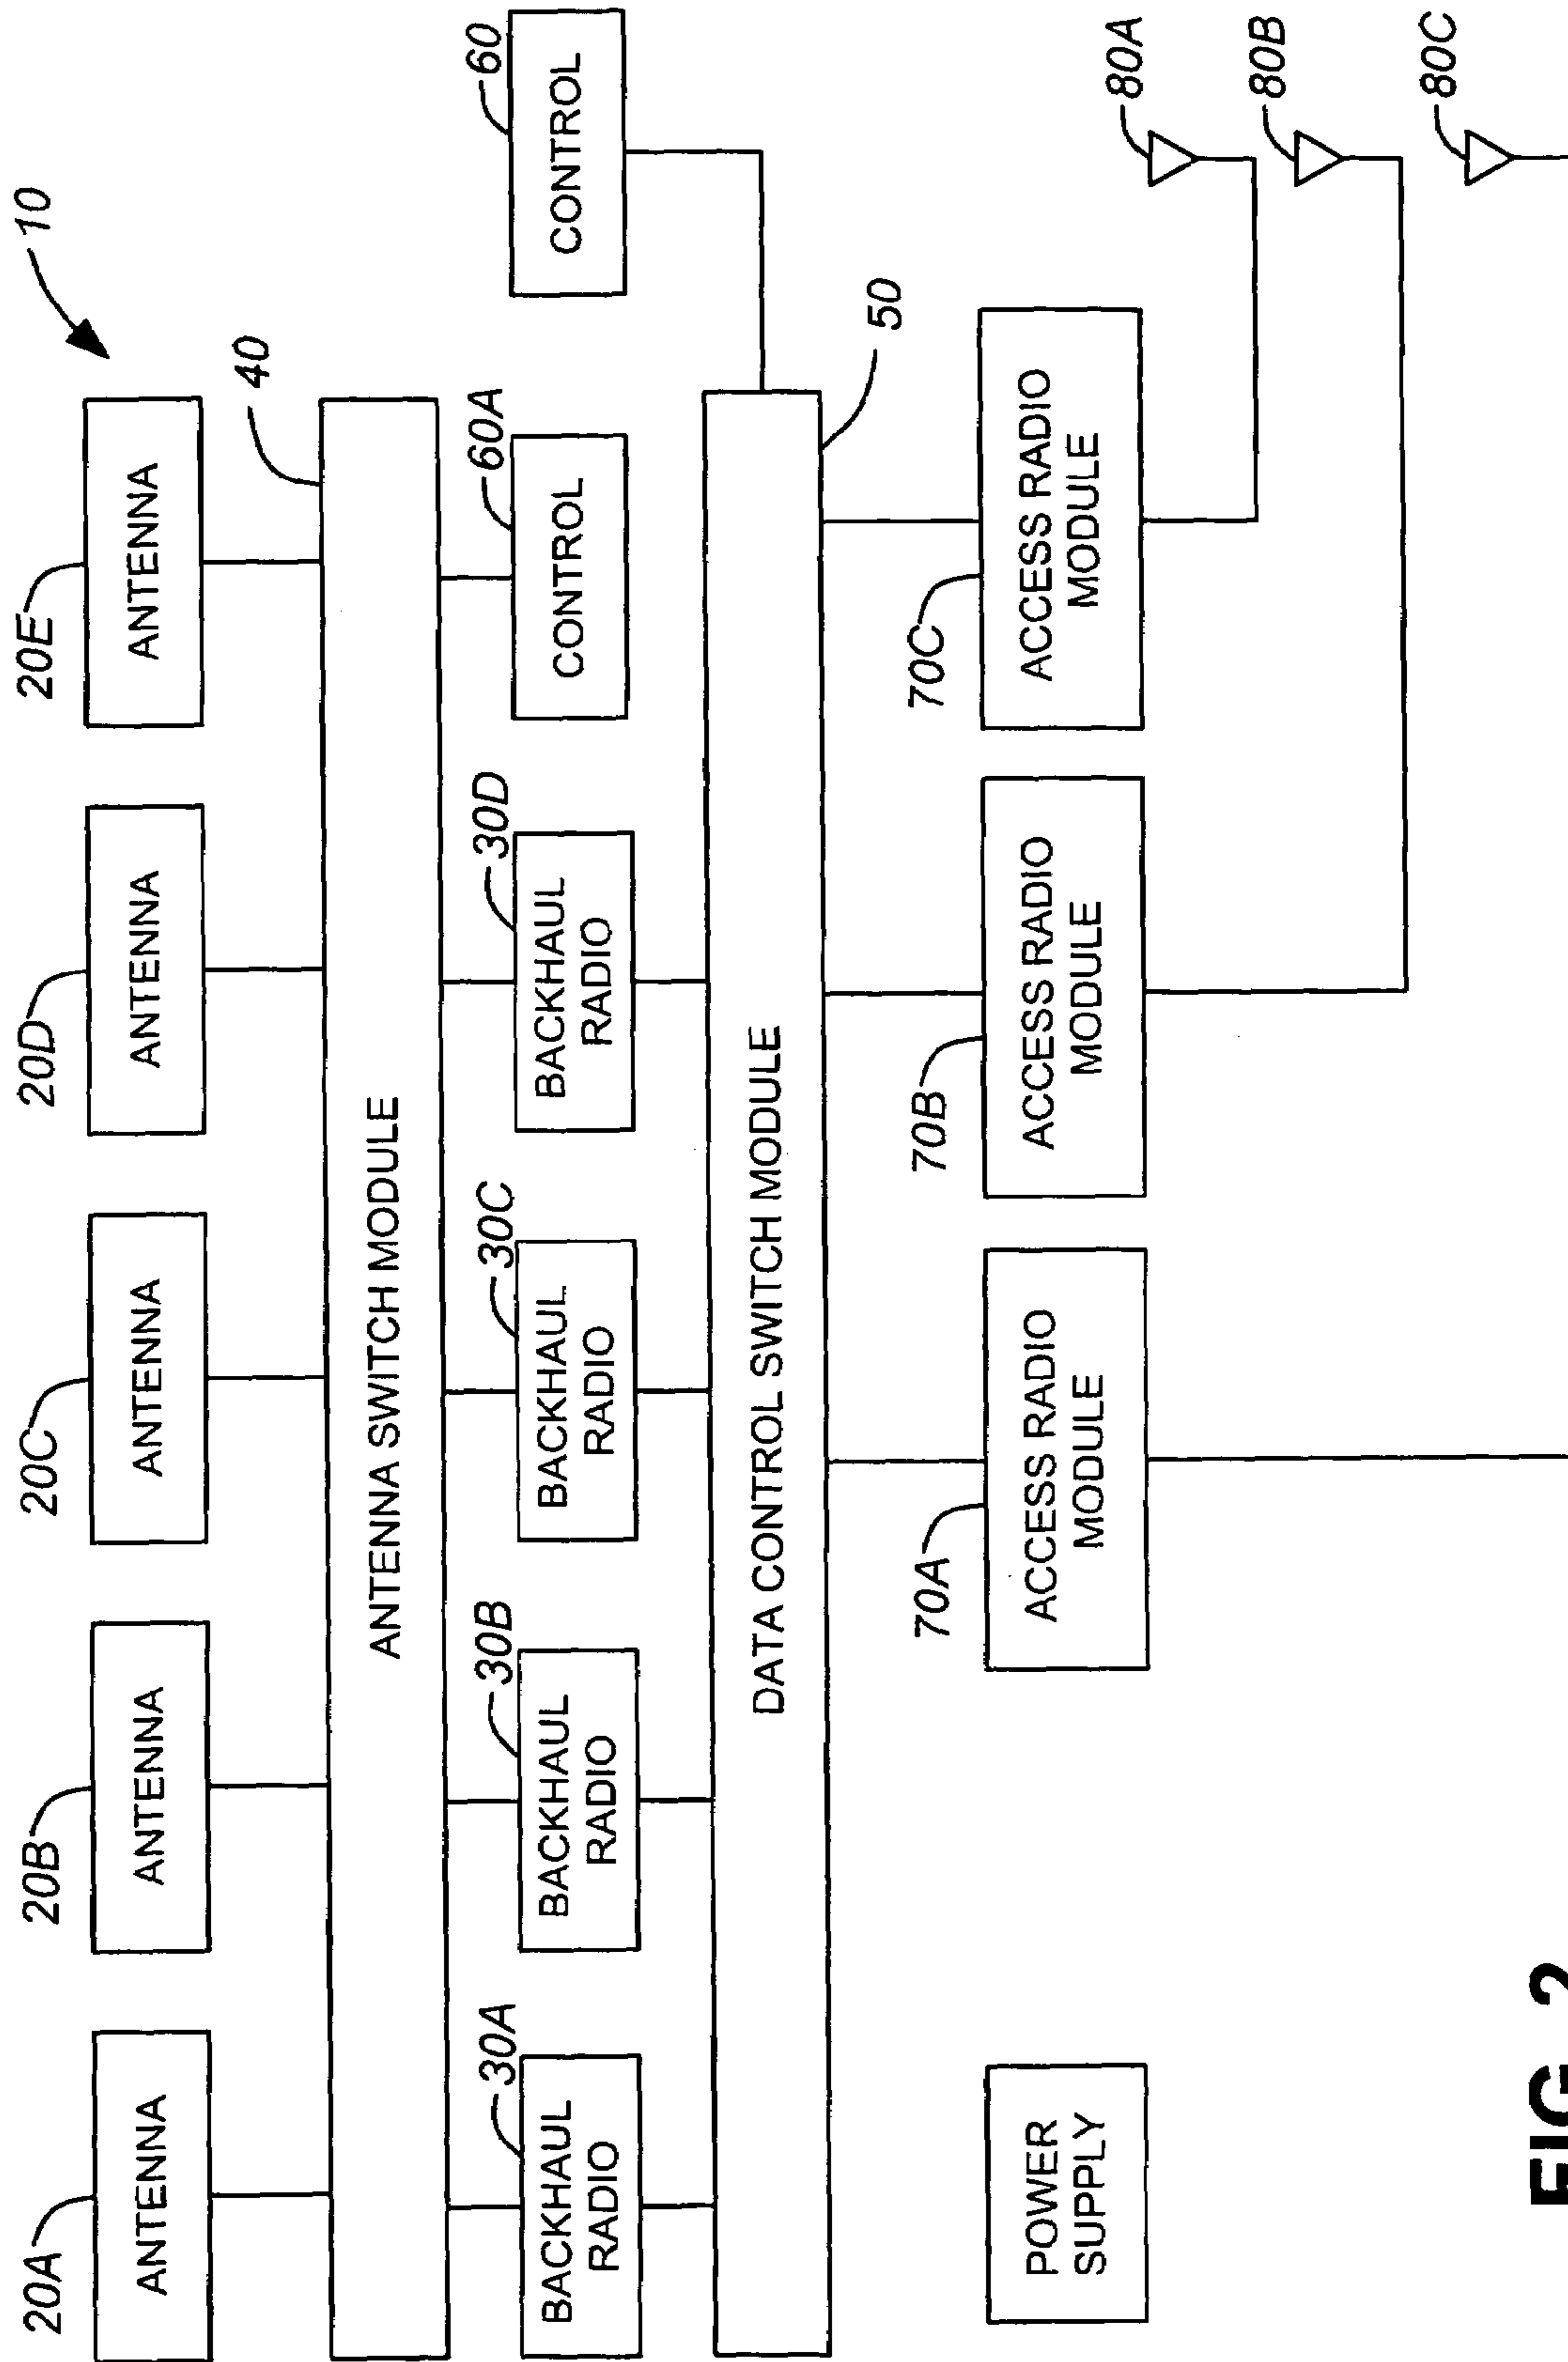 10
20A
20B
20C
20D
20E
ANTENNA
ANTENNA
ANTENNA
ANTENNA
ANTENNA
40
ANTENNA SWITCH MODULE
30A
30B
30C
30D
60A
60
BACKHAUL
RADIO
BACKHAUL
RADIO
BACKHAUL
RADIO
BACKHAUL
RADIO
CONTROL
CONTROL
DATA CONTROL SWITCH MODULE
50
70A
70B
70C
POWER
SUPPLY
ACCESS RADIO
MODULE
ACCESS RADIO
MODULE
ACCESS RADIO
MODULE
80A
80B
80C
FIG. 2